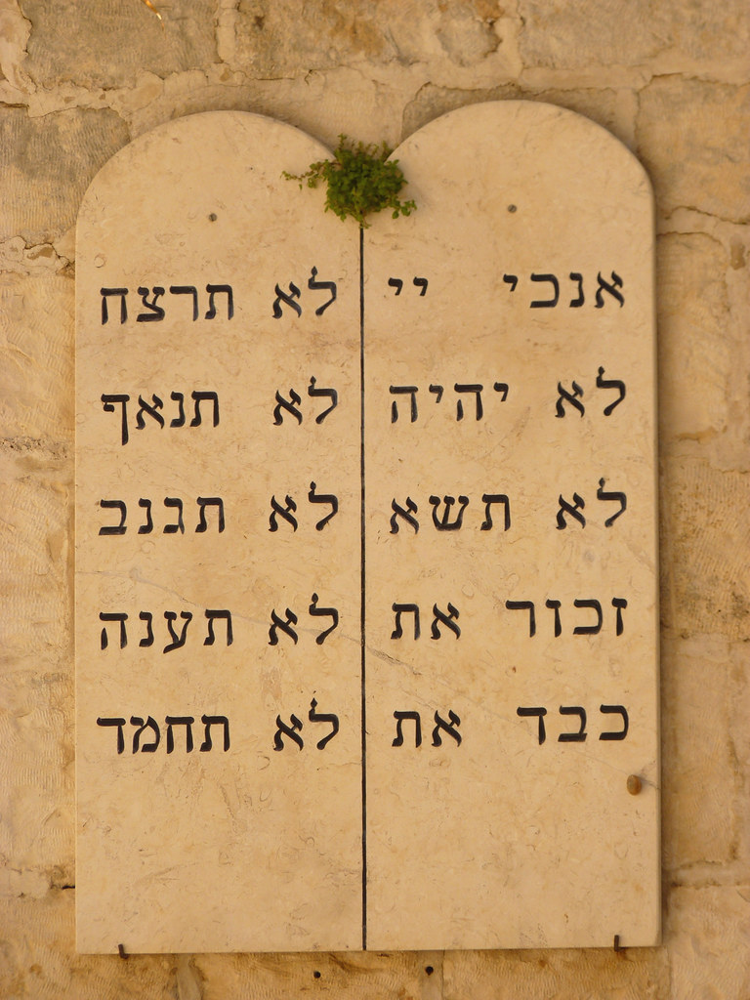 אנכי יי
לא יהיה
לא תשא
זכור את
כבד את
לא תרצח
לא תנאף
לא תגנב
לא תענה
לא תחמד